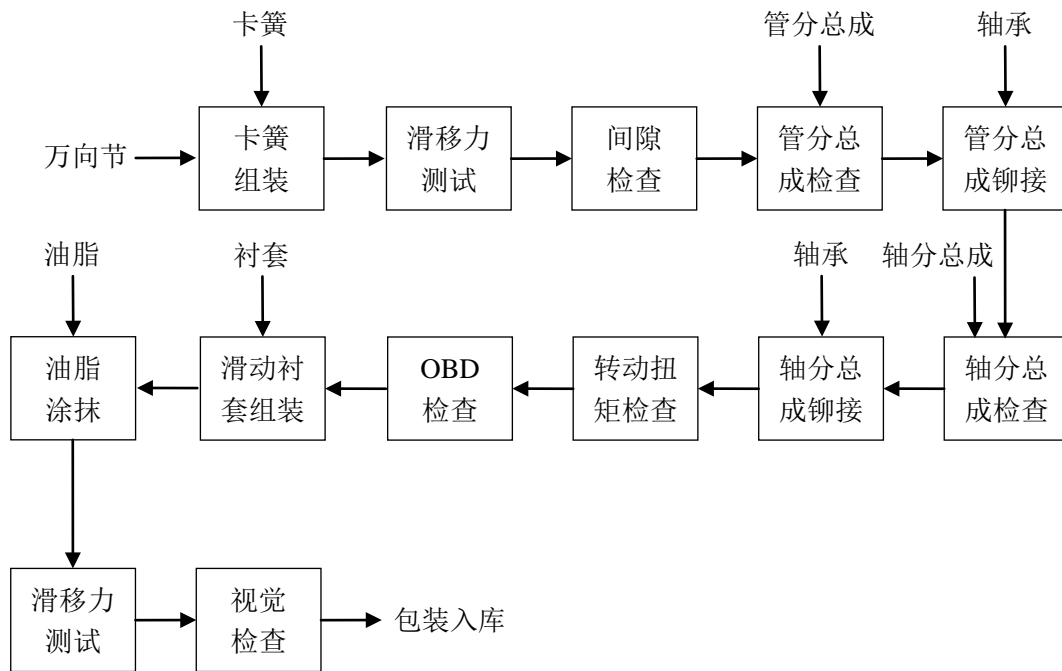 卡簧
管分总成
轴承
万向节
卡簧
组装
滑移力
测试
间隙
检查
管分总
成检查
管分总
成铆接
油脂
衬套
轴承
轴分总成
油脂
涂抹
滑动衬
套组装
OBD
检查
转动扭
矩检查
轴分总
成铆接
轴分总
成检查
滑移力
测试
视觉
检查
包装入库